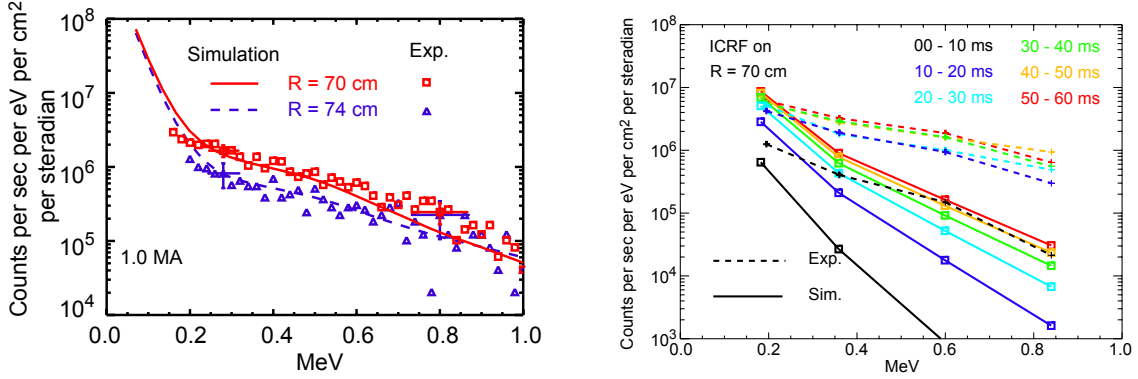 Counts per sec per eV per cm2
per steradian
10^8
10^7
10^6
10^5
10^4
Simulation
Exp.
R = 70 cm
R = 74 cm
1.0 MA
0.0 0.2 0.4 0.6 0.8 1.0
MeV
Counts per sec per eV per cm2 per steradian
10^8
10^7
10^6
10^5
10^4
10^3
ICRF on
R = 70 cm
00 - 10 ms
10 - 20 ms
20 - 30 ms
30 - 40 ms
40 - 50 ms
50 - 60 ms
Exp.
Sim.
0.0 0.2 0.4 0.6 0.8 1.0
MeV